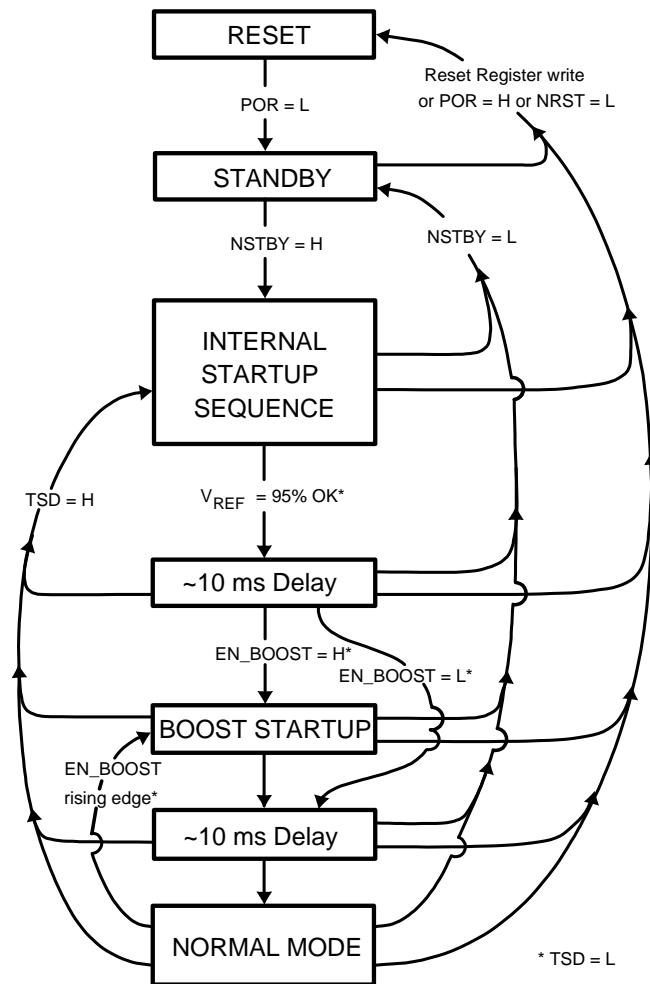 RESET
Reset Register write
or POR = H or NRST = L
POR = L
STANDBY
NSTBY = H
NSTBY = L
INTERNAL
STARTUP
SEQUENCE
TSD = H
VREF = 95% OK*
~10 ms Delay
EN_BOOST = H*
EN_BOOST = L*
BOOST STARTUP
EN_BOOST
rising edge*
~10 ms Delay
NORMAL MODE
* TSD = L